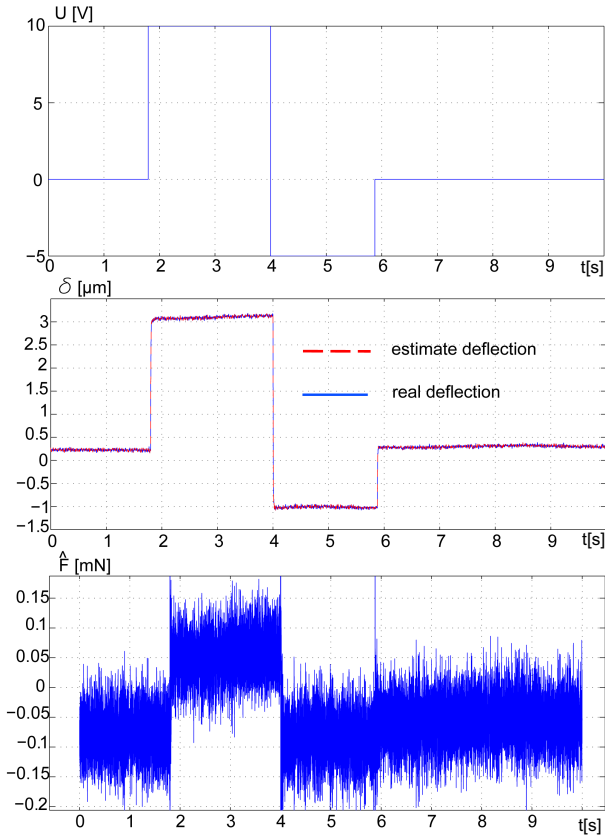 U [V]
10
5
0
−5
0 1 2 3 4 5 6 7 8 9
t[s]
δ [µm]
3
2.5
2
1.5
1
0.5
0
−0.5
−1
−1.5
estimate deflection
real deflection
0 1 2 3 4 5 6 7 8 9
t[s]
F̂ [mN]
0.15
0.1
0.05
0
−0.05
−0.1
−0.15
−0.2
0 1 2 3 4 5 6 7 8 9
t[s]